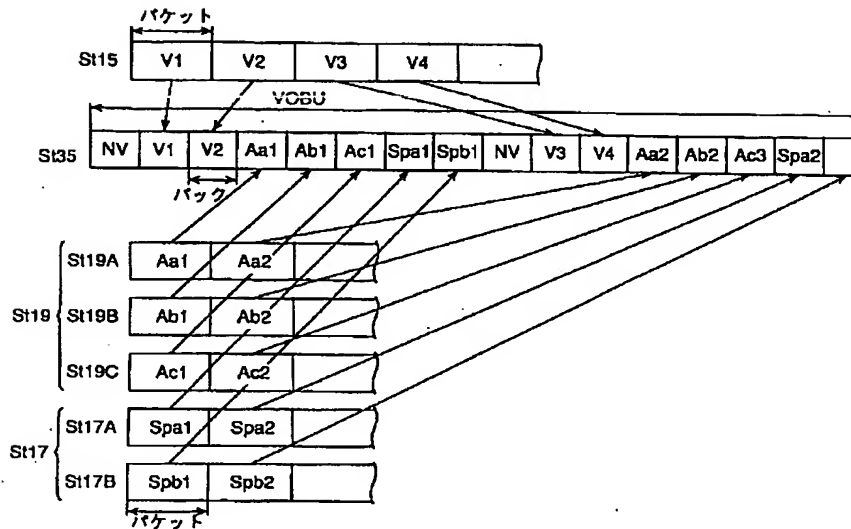 パケット
St15 V1 V2 V3 V4
VOBU
St35 NV V1 V2 Aa1 Ab1 Ac1 Spa1 Spb1 NV V3 V4 Aa2 Ab2 Ac3 Spa2
パック
St19A Aa1 Aa2
St19 St19B Ab1 Ab2
St19C Ac1 Ac2
St17A Spa1 Spa2
St17
St17B Spb1 Spb2
パケット